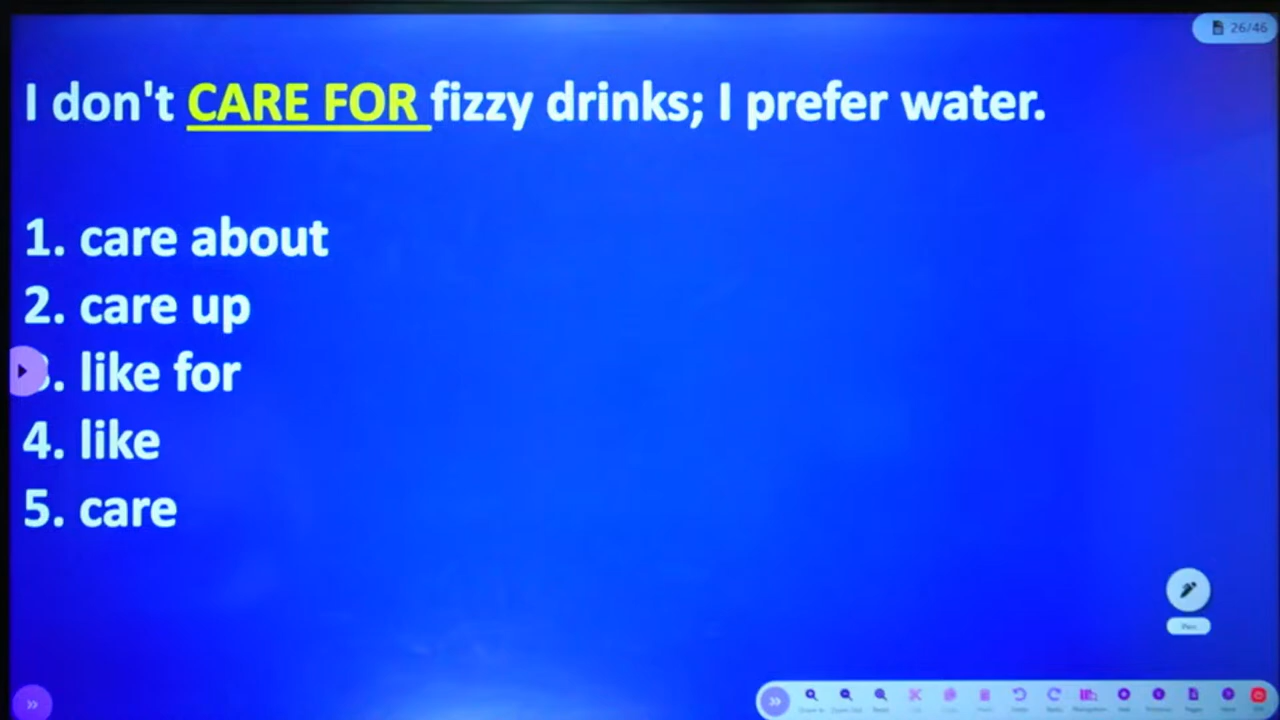 26/46
I don't CARE FOR fizzy drinks; I prefer water.
1. care about
2. care up
. like for
4. like
5. care
Pen